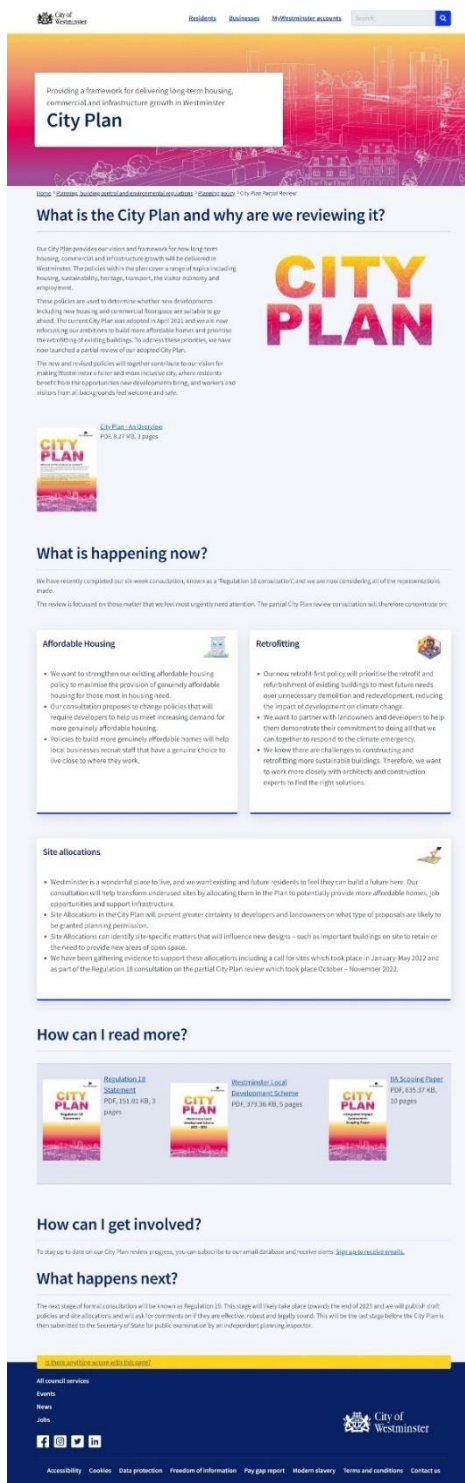 City of
Westminster
Residents Businesses MyWestminster accounts Search
Providing a framework for delivering long-term housing,
commercial and infrastructure growth in Westminster
City Plan
Home > Planning, building control and environmental regulations > Planning policy > City Plan Partial Review
What is the City Plan and why are we reviewing it?
Our City Plan provides our vision and framework for how long-term
housing, commercial and infrastructure growth will be delivered in
Westminster. The policies within the plan cover a range of topics including
housing, sustainability, heritage, transport, the visitor economy and
employment.
These policies are used to determine whether new developments
including new housing and commercial floorspace are suitable to go
ahead. The current City Plan was adopted in April 2021 and we are now
refocussing our ambitions to build more affordable homes and prioritise
the retrofitting of existing buildings. To address these priorities, we have
now launched a partial review of our adopted City Plan.
The new and revised policies will together contribute to our vision for
making Westminster a fairer and more inclusive city, where residents
benefit from the opportunities new developments bring, and workers and
visitors from all backgrounds feel welcome and safe.
CITY
PLAN
City Plan - An Overview
PDF, 8.27 MB, 3 pages
CITY
PLAN
What is happening now?
We have recently completed our six-week consultation, known as a 'Regulation 18 consultation', and we are now considering all of the representations
made.
The review is focussed on those matter that we feel most urgently need attention. The partial City Plan review consultation will therefore concentrate on:
Affordable Housing
• We want to strengthen our existing affordable housing
policy to maximise the provision of genuinely affordable
housing for those most in housing need.
• Our consultation proposes to change policies that will
require developers to help us meet increasing demand for
more genuinely affordable housing.
• Policies to build more genuinely affordable homes will help
local businesses recruit staff that have a genuine choice to
live close to where they work.
Retrofitting
• Our new retrofit-first policy will prioritise the retrofit and
refurbishment of existing buildings to meet future needs
over unnecessary demolition and redevelopment, reducing
the impact of development on climate change.
• We want to partner with landowners and developers to help
them demonstrate their commitment to doing all that we
can together to respond to the climate emergency.
• We know there are challenges to constructing and
retrofitting more sustainable buildings. Therefore, we want
to work more closely with architects and construction
experts to find the right solutions.
Site allocations
• Westminster is a wonderful place to live, and we want existing and future residents to feel they can build a future here. Our
consultation will help transform underused sites by allocating them in the Plan to potentially provide more affordable homes, job
opportunities and support infrastructure.
• Site Allocations in the City Plan will present greater certainty to developers and landowners on what type of proposals are likely to
be granted planning permission.
• Site Allocations can identify site-specific matters that will influence new designs – such as important buildings on site to retain or
the need to provide new areas of open space.
• We have been gathering evidence to support these allocations including a call for sites which took place in January-May 2022 and
as part of the Regulation 18 consultation on the partial City Plan review which took place October – November 2022.
How can I read more?
CITY
PLAN
Regulation 18
Statement
Regulation 18
Statement
PDF, 151.81 KB, 3
pages
CITY
PLAN
Westminster Local
Development Scheme
PDF, 373.36 KB, 5 pages
CITY
PLAN
Integrated Impact
Assessment
Scoping Paper
IIA Scoping Paper
PDF, 635.37 KB,
10 pages
How can I get involved?
To stay up to date on our City Plan review progress, you can subscribe to our email database and receive alerts. Sign up to receive emails.
What happens next?
The next stage of formal consultation will be known as Regulation 19. This stage will likely take place towards the end of 2023 and we will publish draft
policies and site allocations and will ask for comments on if they are effective, robust and legally sound. This will be the last stage before the City Plan is
then submitted to the Secretary of State for public examination by an independent planning inspector.
Is there anything wrong with this page?
All council services
Events
News
Jobs
City of
Westminster
Accessibility Cookies Data protection Freedom of information Pay gap report Modern slavery Terms and conditions Contact us